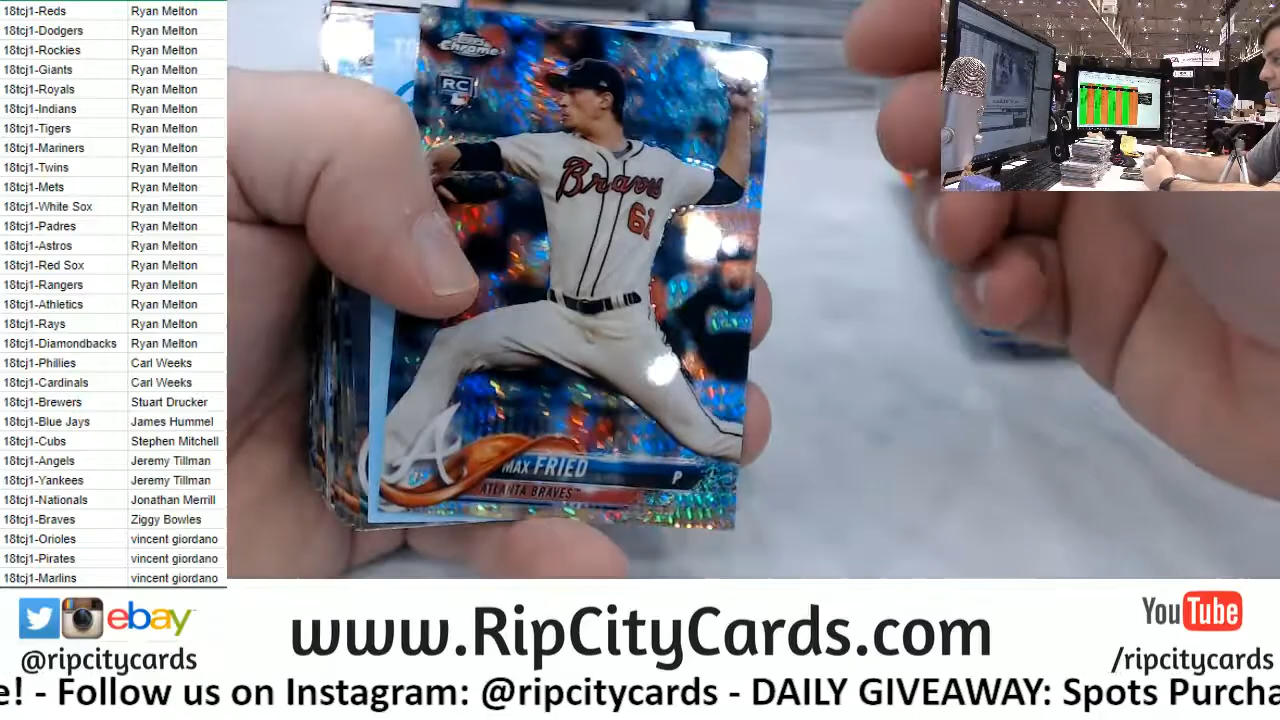 18tcj1-Reds Ryan Melton
18tcj1-Dodgers Ryan Melton
18tcj1-Rockies Ryan Melton
18tcj1-Giants Ryan Melton
18tcj1-Royals Ryan Melton
18tcj1-Indians Ryan Melton
18tcj1-Tigers Ryan Melton
18tcj1-Mariners Ryan Melton
18tcj1-Twins Ryan Melton
18tcj1-Mets Ryan Melton
18tcj1-White Sox Ryan Melton
18tcj1-Padres Ryan Melton
18tcj1-Astros Ryan Melton
18tcj1-Red Sox Ryan Melton
18tcj1-Rangers Ryan Melton
18tcj1-Athletics Ryan Melton
18tcj1-Rays Ryan Melton
18tcj1-Diamondbacks Ryan Melton
18tcj1-Phillies Carl Weeks
18tcj1-Cardinals Carl Weeks
18tcj1-Brewers Stuart Drucker
18tcj1-Blue Jays James Hummel
18tcj1-Cubs Stephen Mitchell
18tcj1-Angels Jeremy Tillman
18tcj1-Yankees Jeremy Tillman
18tcj1-Nationals Jonathan Merrill
18tcj1-Braves Ziggy Bowles
18tcj1-Orioles vincent giordano
18tcj1-Pirates vincent giordano
18tcj1-Marlins vincent giordano
Topps Chrome
RC
Braves
61
MAX FRIED P
ATLANTA BRAVES™
ebay
@ripcitycards
www.RipCityCards.com
YouTube
/ripcitycards
e! - Follow us on Instagram: @ripcitycards - DAILY GIVEAWAY: Spots Purcha